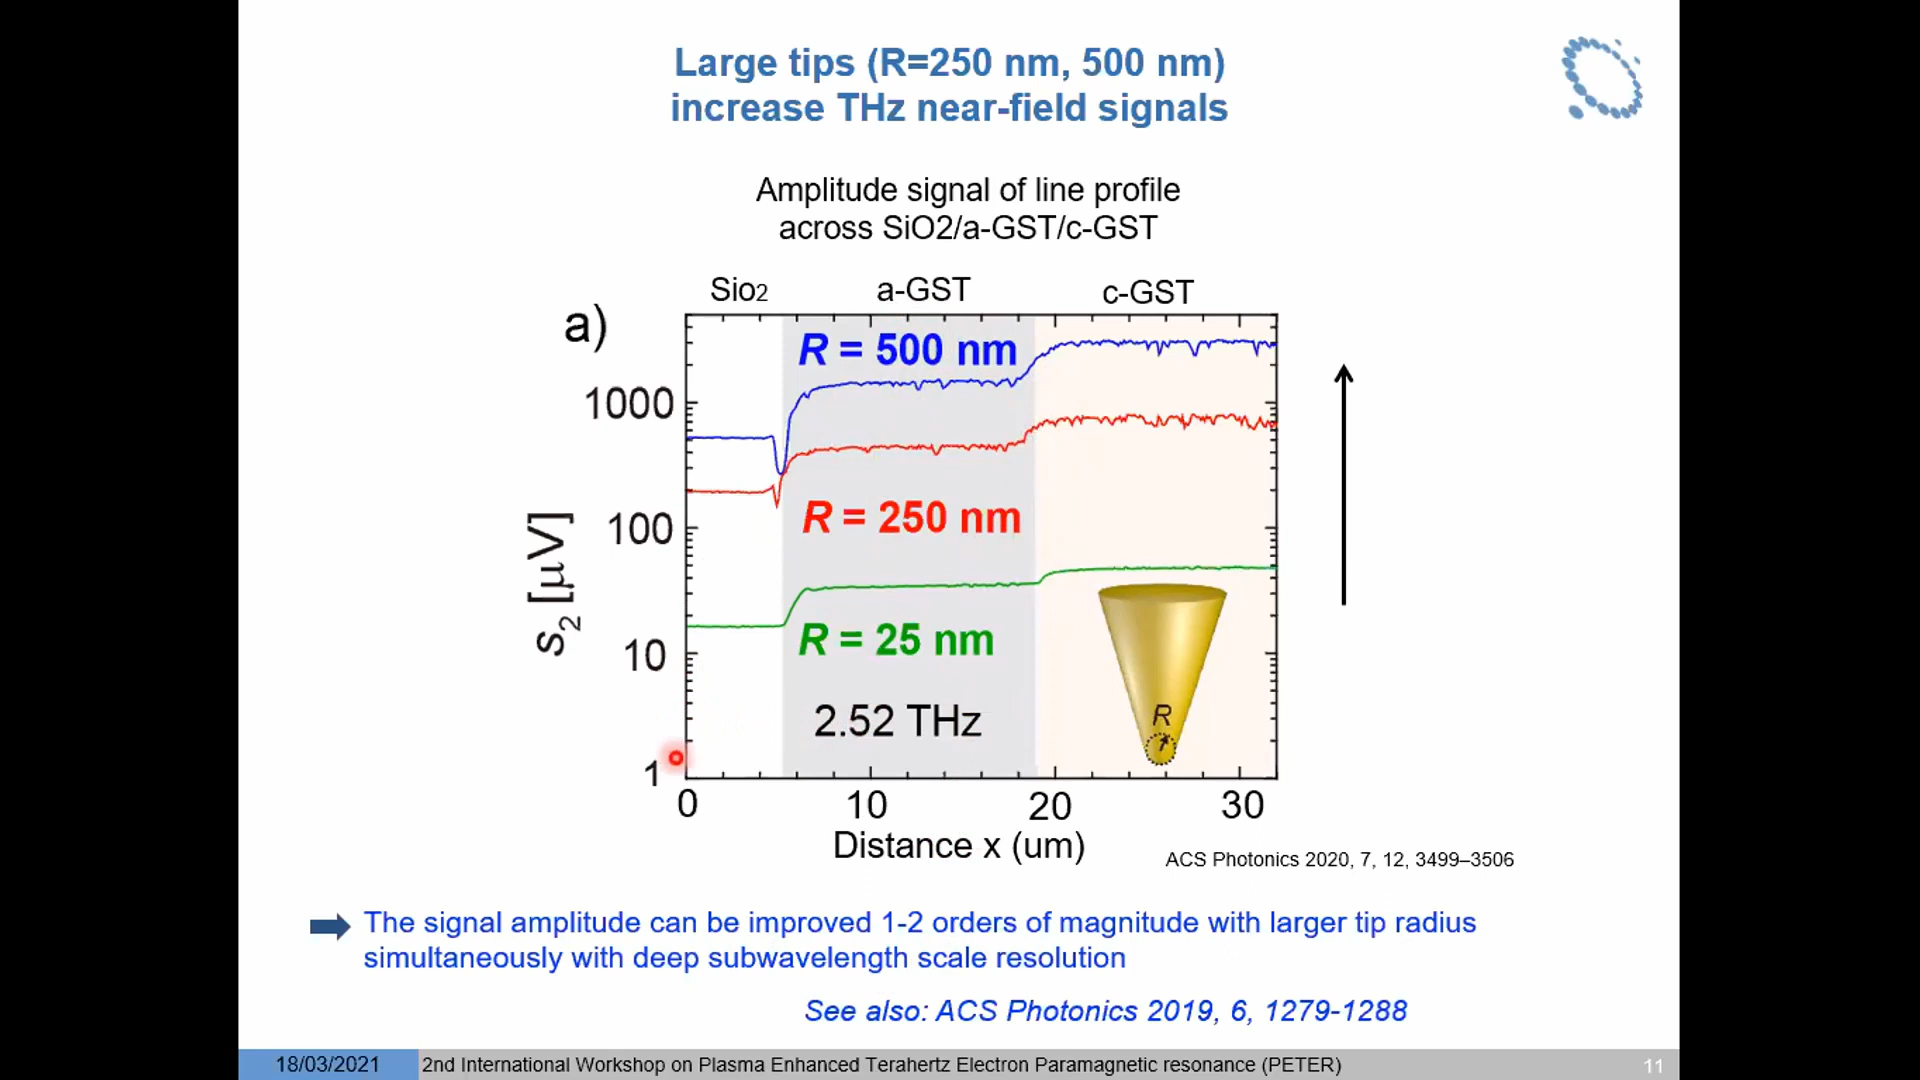 Large tips (R=250 nm, 500 nm)
increase THz near-field signals
Amplitude signal of line profile
across SiO2/a-GST/c-GST
Sio2 a-GST c-GST
a)
R = 500 nm
1000
R = 250 nm
100
R = 25 nm
10
2.52 THz
R
1
s2 [µV]
0 10 20 30
Distance x (um)
ACS Photonics 2020, 7, 12, 3499–3506
The signal amplitude can be improved 1-2 orders of magnitude with larger tip radius
simultaneously with deep subwavelength scale resolution
See also: ACS Photonics 2019, 6, 1279-1288
18/03/2021 2nd International Workshop on Plasma Enhanced Terahertz Electron Paramagnetic resonance (PETER) 11